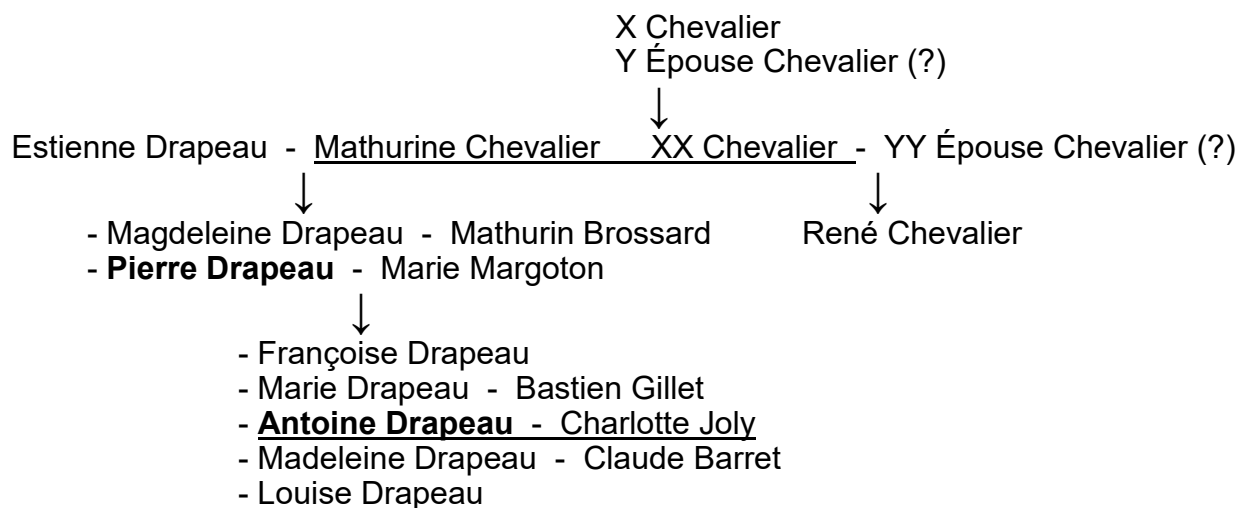 X Chevalier
Y Épouse Chevalier (?)
↓
Estienne Drapeau - Mathurine Chevalier XX Chevalier - YY Épouse Chevalier (?)
↓ ↓
- Magdeleine Drapeau - Mathurin Brossard René Chevalier
- Pierre Drapeau - Marie Margoton
↓
- Françoise Drapeau
- Marie Drapeau - Bastien Gillet
- Antoine Drapeau - Charlotte Joly
- Madeleine Drapeau - Claude Barret
- Louise Drapeau